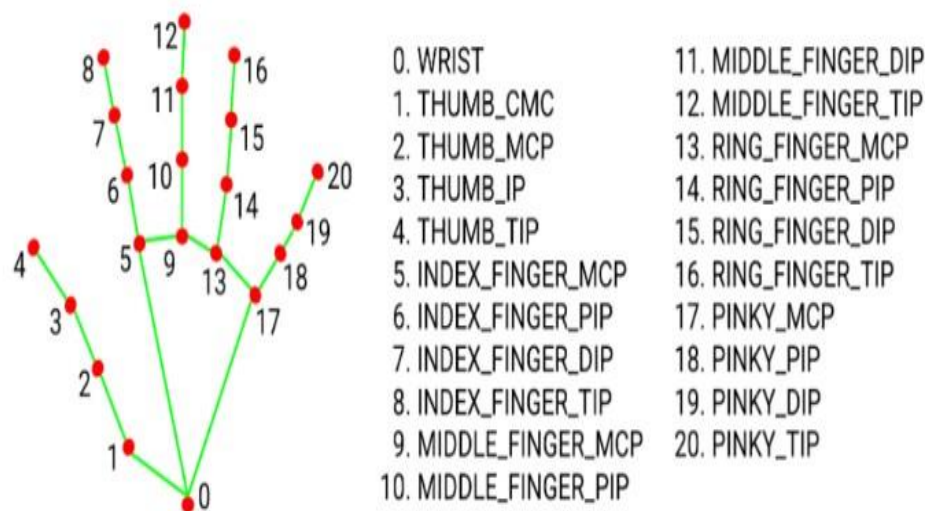 12
8
16
11
7
15
10
6
20
14
19
4
5
9
13
18
3
17
2
1
0
0. WRIST
1. THUMB_CMC
2. THUMB_MCP
3. THUMB_IP
4. THUMB_TIP
5. INDEX_FINGER_MCP
6. INDEX_FINGER_PIP
7. INDEX_FINGER_DIP
8. INDEX_FINGER_TIP
9. MIDDLE_FINGER_MCP
10. MIDDLE_FINGER_PIP
11. MIDDLE_FINGER_DIP
12. MIDDLE_FINGER_TIP
13. RING_FINGER_MCP
14. RING_FINGER_PIP
15. RING_FINGER_DIP
16. RING_FINGER_TIP
17. PINKY_MCP
18. PINKY_PIP
19. PINKY_DIP
20. PINKY_TIP